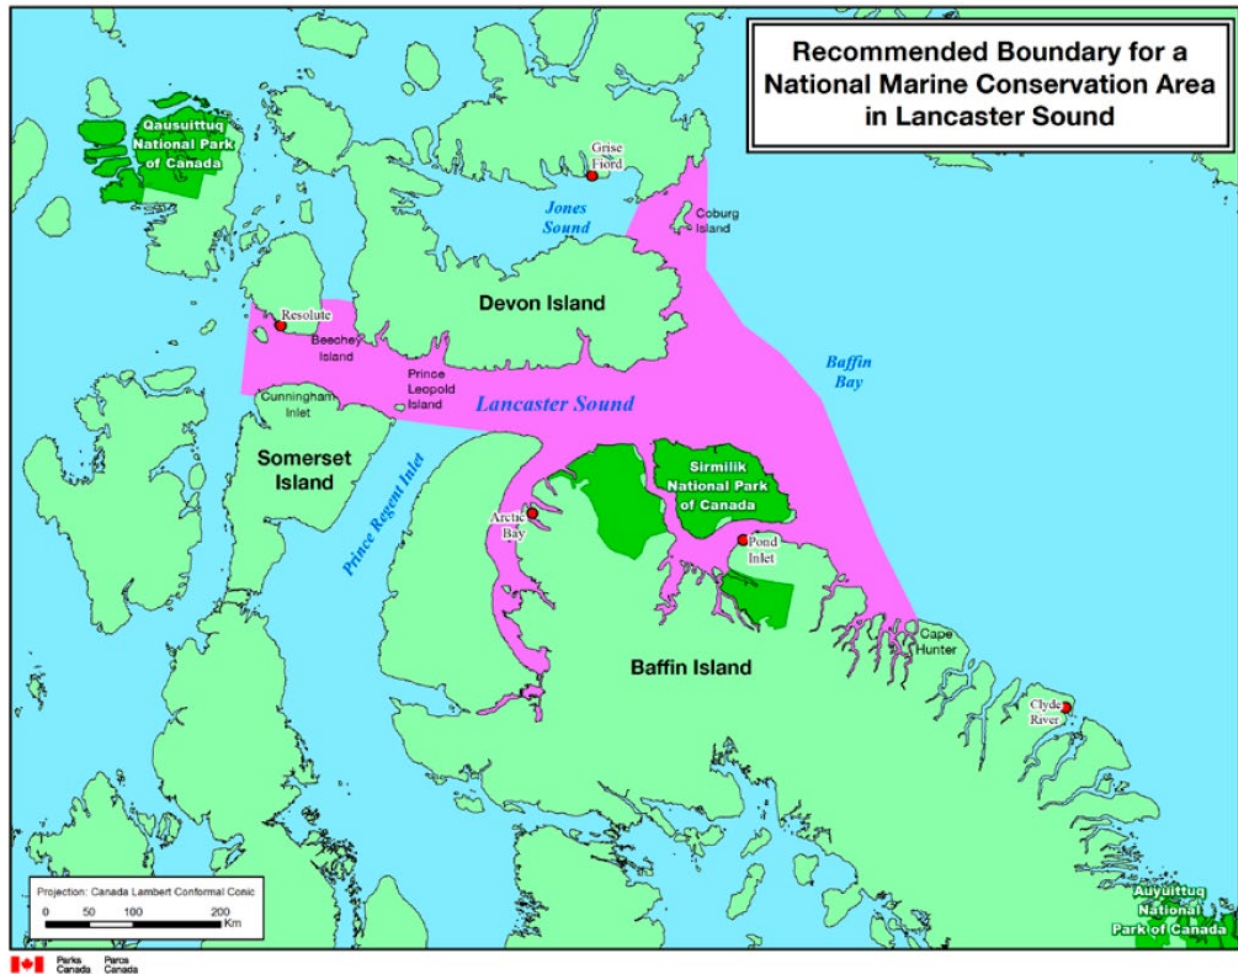 Recommended Boundary for a
National Marine Conservation Area
in Lancaster Sound
Qausuittuq
National Park
of Canada
Grise
Fiord
Jones
Sound
Coburg
Island
Devon Island
Resolute
Beechey
Island
Baffin
Bay
Prince
Leopold
Island
Cunningham
Inlet
Lancaster Sound
Somerset
Island
Prince Regent Inlet
Sirmilik
National Park
of Canada
Arctic
Bay
Pond
Inlet
Cape
Hunter
Baffin Island
Clyde
River
Auyuittuq
National
Park of Canada
Projection: Canada Lambert Conformal Conic
0 50 100 200
Km
Parks Parcs
Canada Canada